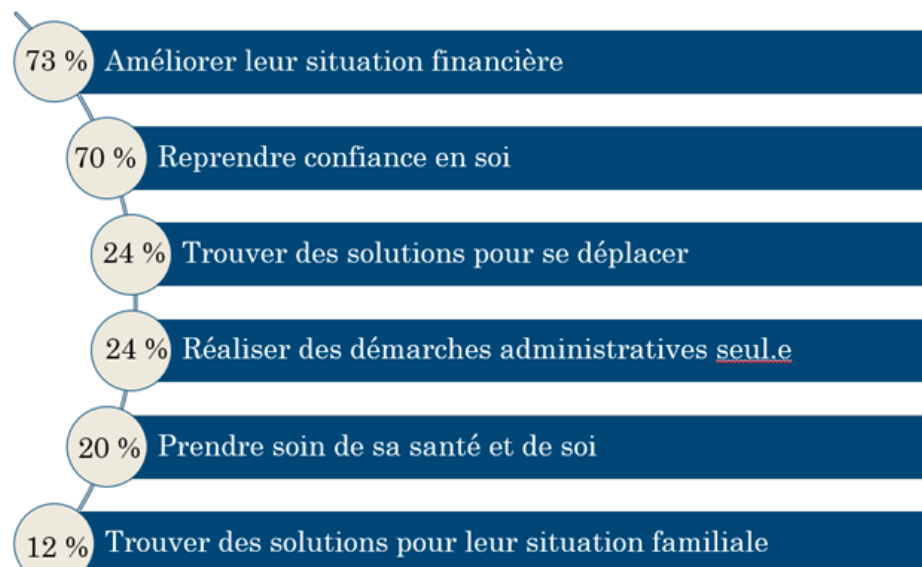 73 % Améliorer leur situation financière
70 % Reprendre confiance en soi
24 % Trouver des solutions pour se déplacer
24 % Réaliser des démarches administratives seul.e
20 % Prendre soin de sa santé et de soi
12 % Trouver des solutions pour leur situation familiale